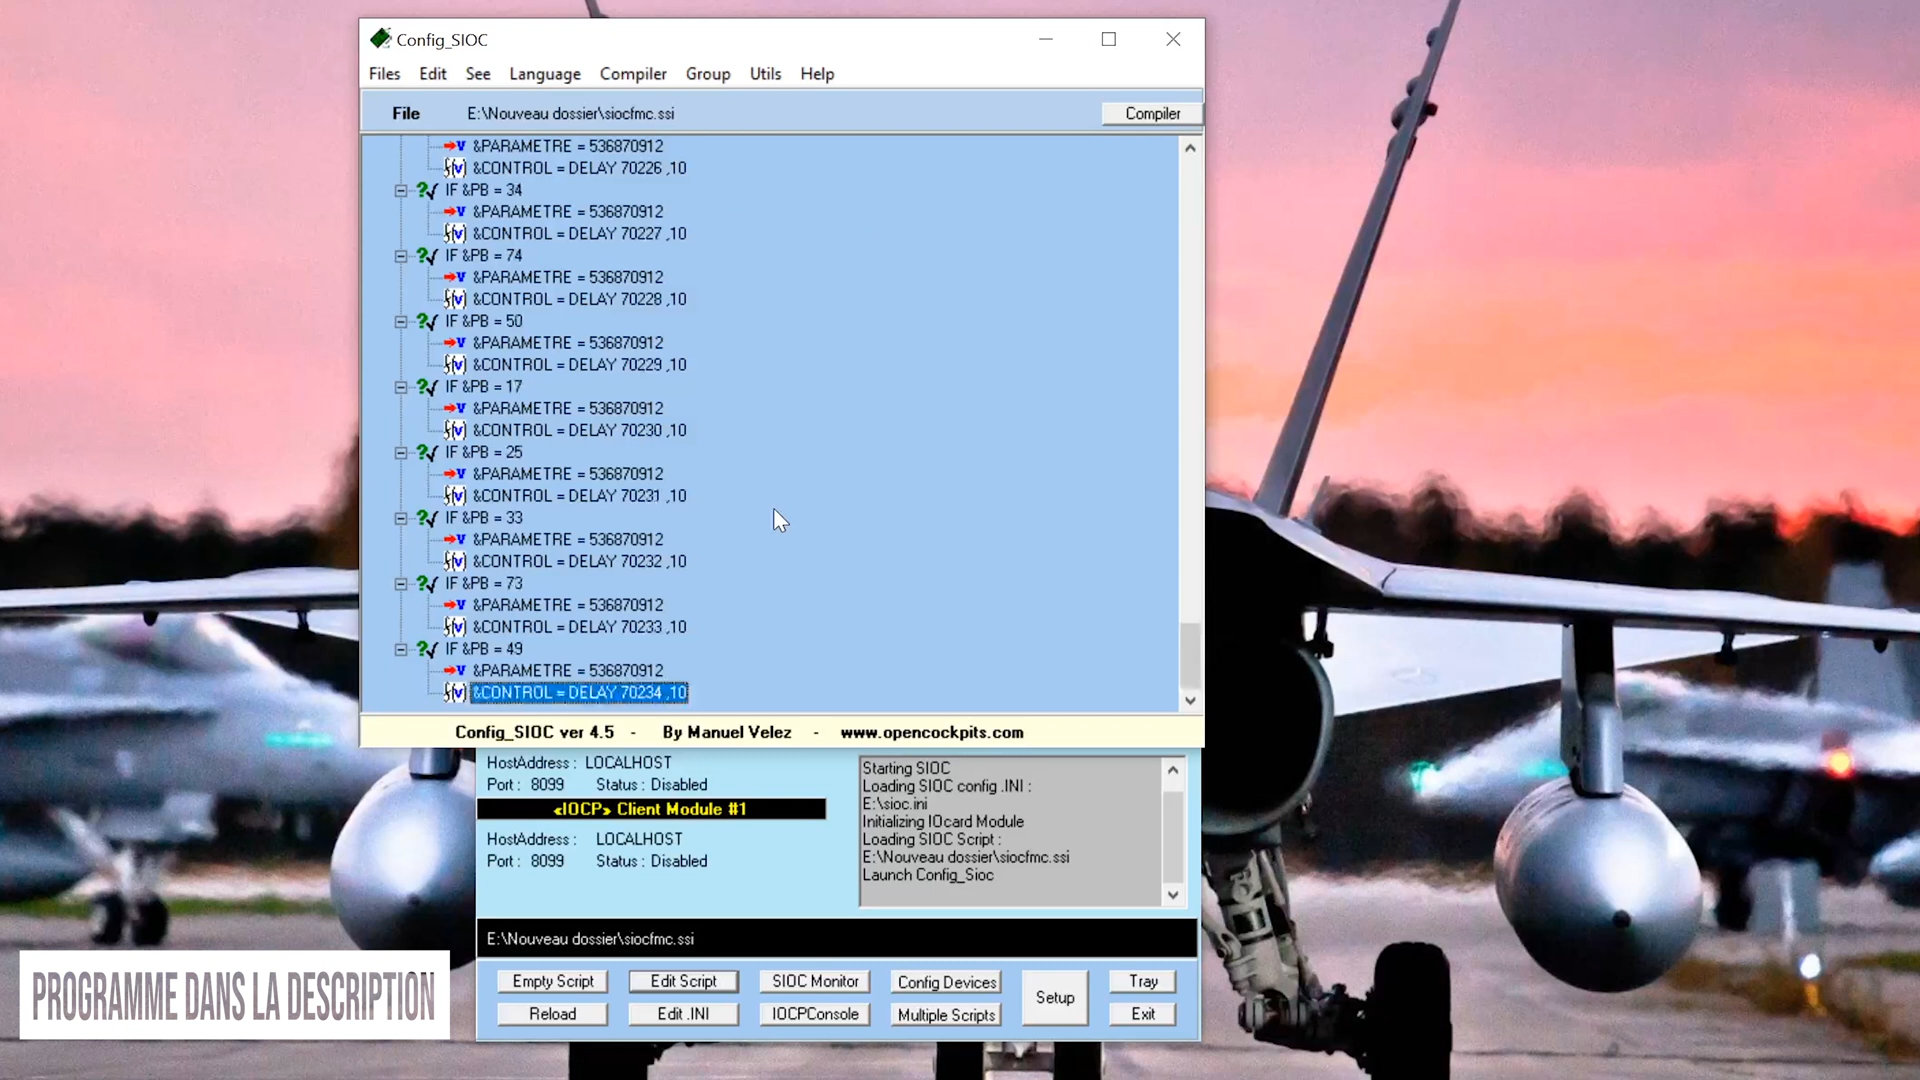 Config_SIOC
Files Edit See Language Compiler Group Utils Help
File E:\Nouveau dossier\siocfmc.ssi Compiler
&PARAMETRE = 536870912
&CONTROL = DELAY 70226 ,10
IF &PB = 34
&PARAMETRE = 536870912
&CONTROL = DELAY 70227 ,10
IF &PB = 74
&PARAMETRE = 536870912
&CONTROL = DELAY 70228 ,10
IF &PB = 50
&PARAMETRE = 536870912
&CONTROL = DELAY 70229 ,10
IF &PB = 17
&PARAMETRE = 536870912
&CONTROL = DELAY 70230 ,10
IF &PB = 25
&PARAMETRE = 536870912
&CONTROL = DELAY 70231 ,10
IF &PB = 33
&PARAMETRE = 536870912
&CONTROL = DELAY 70232 ,10
IF &PB = 73
&PARAMETRE = 536870912
&CONTROL = DELAY 70233 ,10
IF &PB = 49
&PARAMETRE = 536870912
&CONTROL = DELAY 70234 ,10
Config_SIOC ver 4.5 - By Manuel Velez - www.opencockpits.com
HostAddress : LOCALHOST
Port : 8099 Status : Disabled
<IOCP> Client Module #1
HostAddress : LOCALHOST
Port : 8099 Status : Disabled
Starting SIOC
Loading SIOC config .INI :
E:\sioc.ini
Initializing IOcard Module
Loading SIOC Script :
E:\Nouveau dossier\siocfmc.ssi
Launch Config_Sioc
E:\Nouveau dossier\siocfmc.ssi
Empty Script Edit Script SIOC Monitor Config Devices Setup Tray
Reload Edit .INI IOCPConsole Multiple Scripts Exit
PROGRAMME DANS LA DESCRIPTION